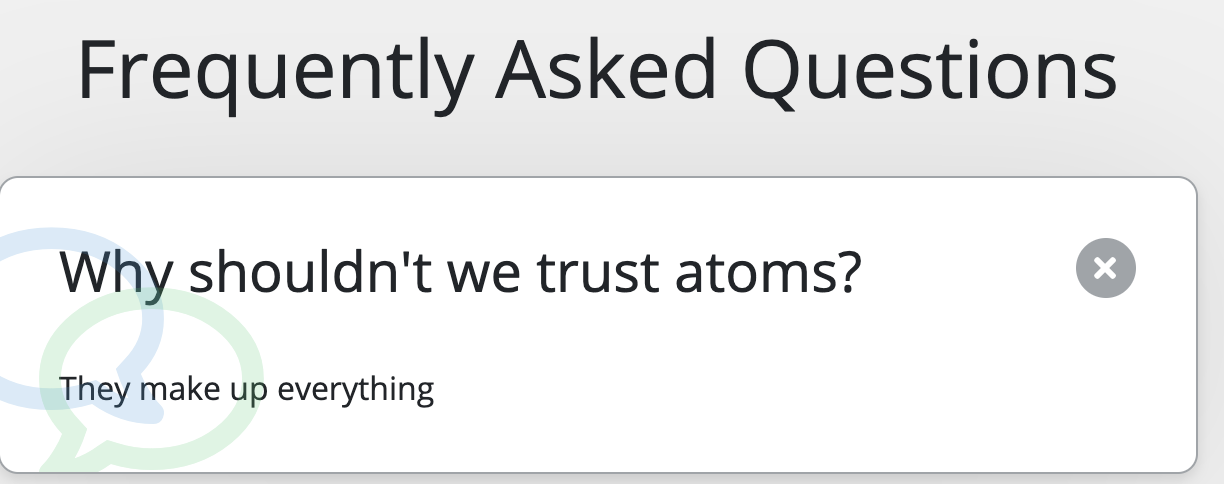 Frequently Asked Questions
Why shouldn't we trust atoms?
They make up everything